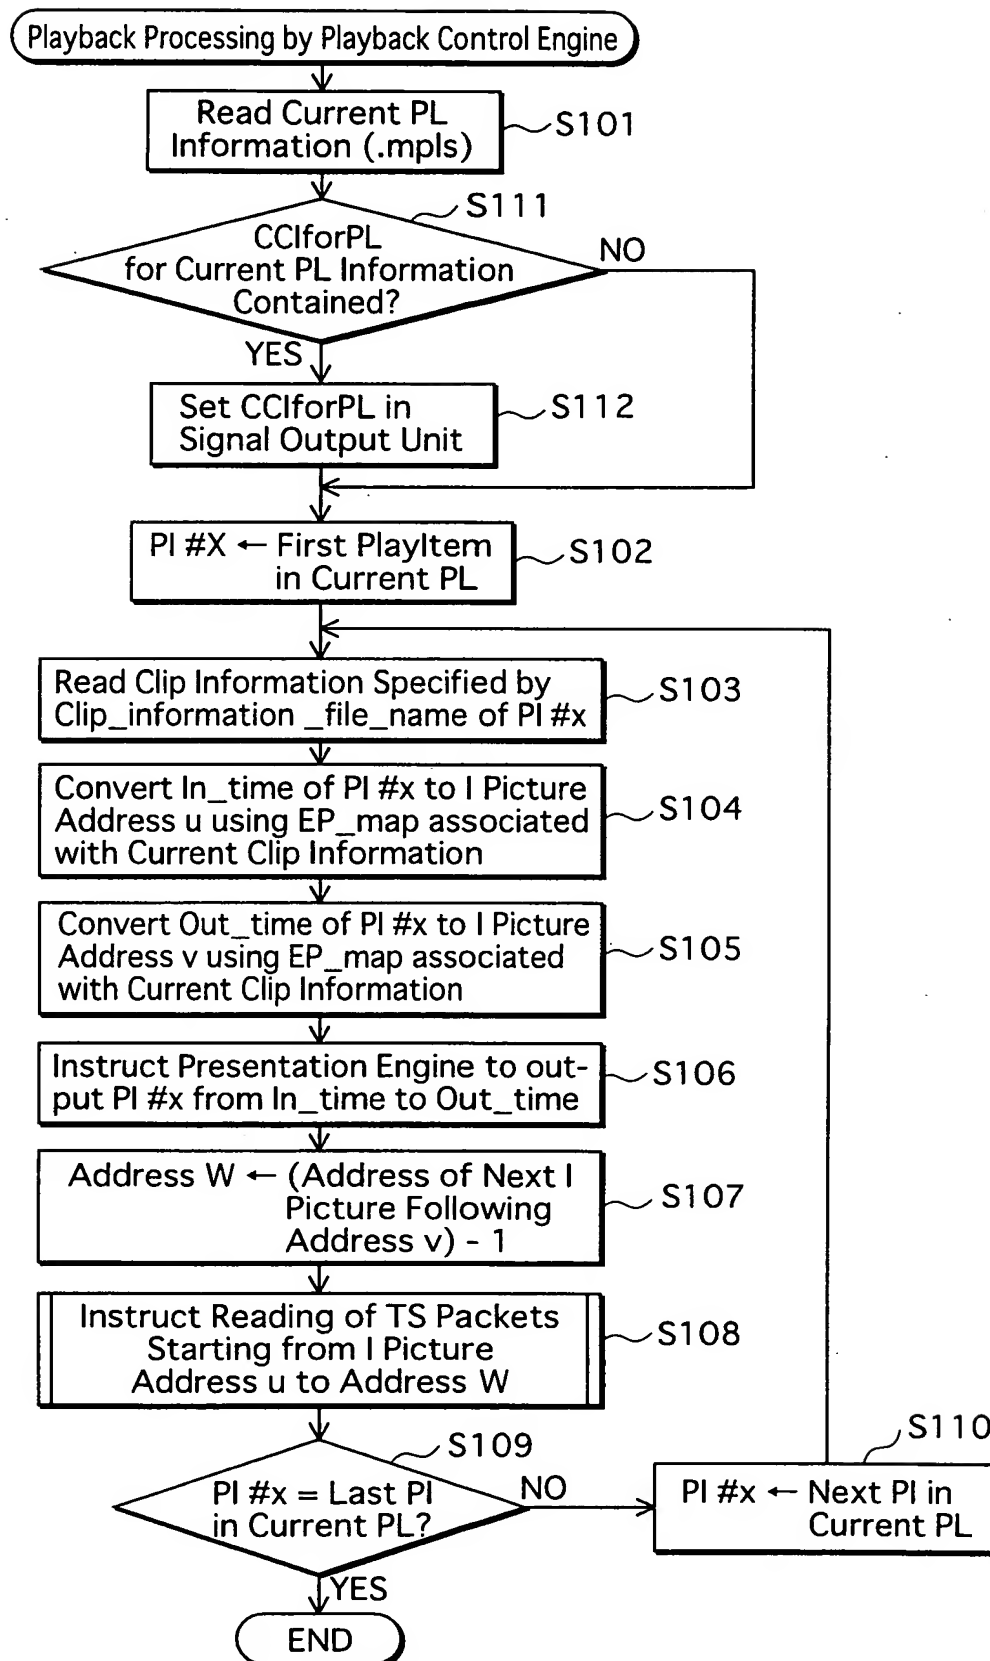 Playback Processing by Playback Control Engine
Read Current PL
Information (.mpls)
S101
S111
CCIforPL
for Current PL Information
Contained?
NO
YES
Set CCIforPL in
Signal Output Unit
S112
PI #X ← First PlayItem
in Current PL
S102
Read Clip Information Specified by
Clip_information _file_name of PI #x
S103
Convert In_time of PI #x to I Picture
Address u using EP_map associated
with Current Clip Information
S104
Convert Out_time of PI #x to I Picture
Address v using EP_map associated
with Current Clip Information
S105
Instruct Presentation Engine to out-
put PI #x from In_time to Out_time
S106
Address W ← (Address of Next I
Picture Following
Address v) - 1
S107
Instruct Reading of TS Packets
Starting from I Picture
Address u to Address W
S108
S109
PI #x = Last PI
in Current PL?
NO
S110
PI #x ← Next PI in
Current PL
YES
END